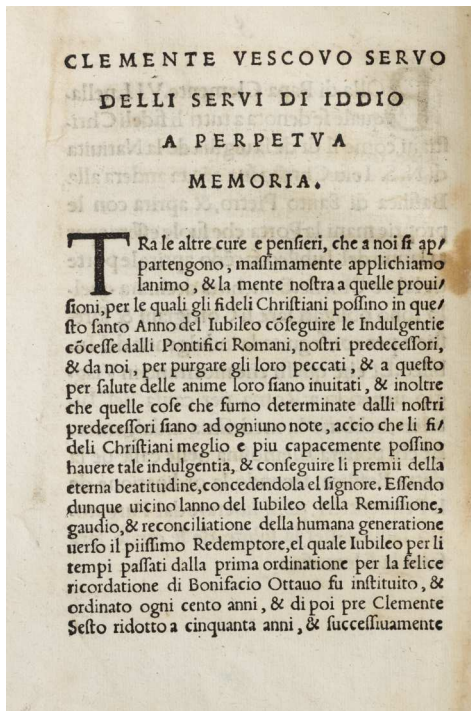 CLEMENTE VESCOVO SERVO
DELLI SERVI DI IDDIO
A PERPETVA
MEMORIA.
TRa le altre cure e penſieri, che a noi ſi ap/
partengono, maſſimamente applichiamo
lanimo, & la mente noſtra a quelle proui/
ſioni, per le quali gli fideli Chriſtiani poſſino in que/
ſto ſanto Anno del Iubileo cõſeguire le Indulgentie
cõceſſe dalli Pontifici Romani, noſtri predeceſſori,
& da noi, per purgare gli loro peccati, & a queſto
per ſalute delle anime loro ſiano inuitati, & inoltre
che quelle coſe che furno determinate dalli noſtri
predeceſſori ſiano ad ogniuno note, accio che li fi/
deli Chriſtiani meglio e piu capacemente poſſino
hauere tale indulgentia, & conſeguire li premii della
eterna beatitudine, concedendola el ſignore. Eſſendo
dunque uicino lanno del Iubileo della Remiſſione,
gaudio, & reconciliatione della humana generatione
uerſo il piiſſimo Redemptore, el quale Iubileo per li
tempi paſſati dalla prima ordinatione per la felice
ricordatione di Bonifacio Ottauo fu inſtituito, &
ordinato ogni cento anni, & di poi pre Clemente
Seſto ridotto a cinquanta anni, & ſucceſſiuamente